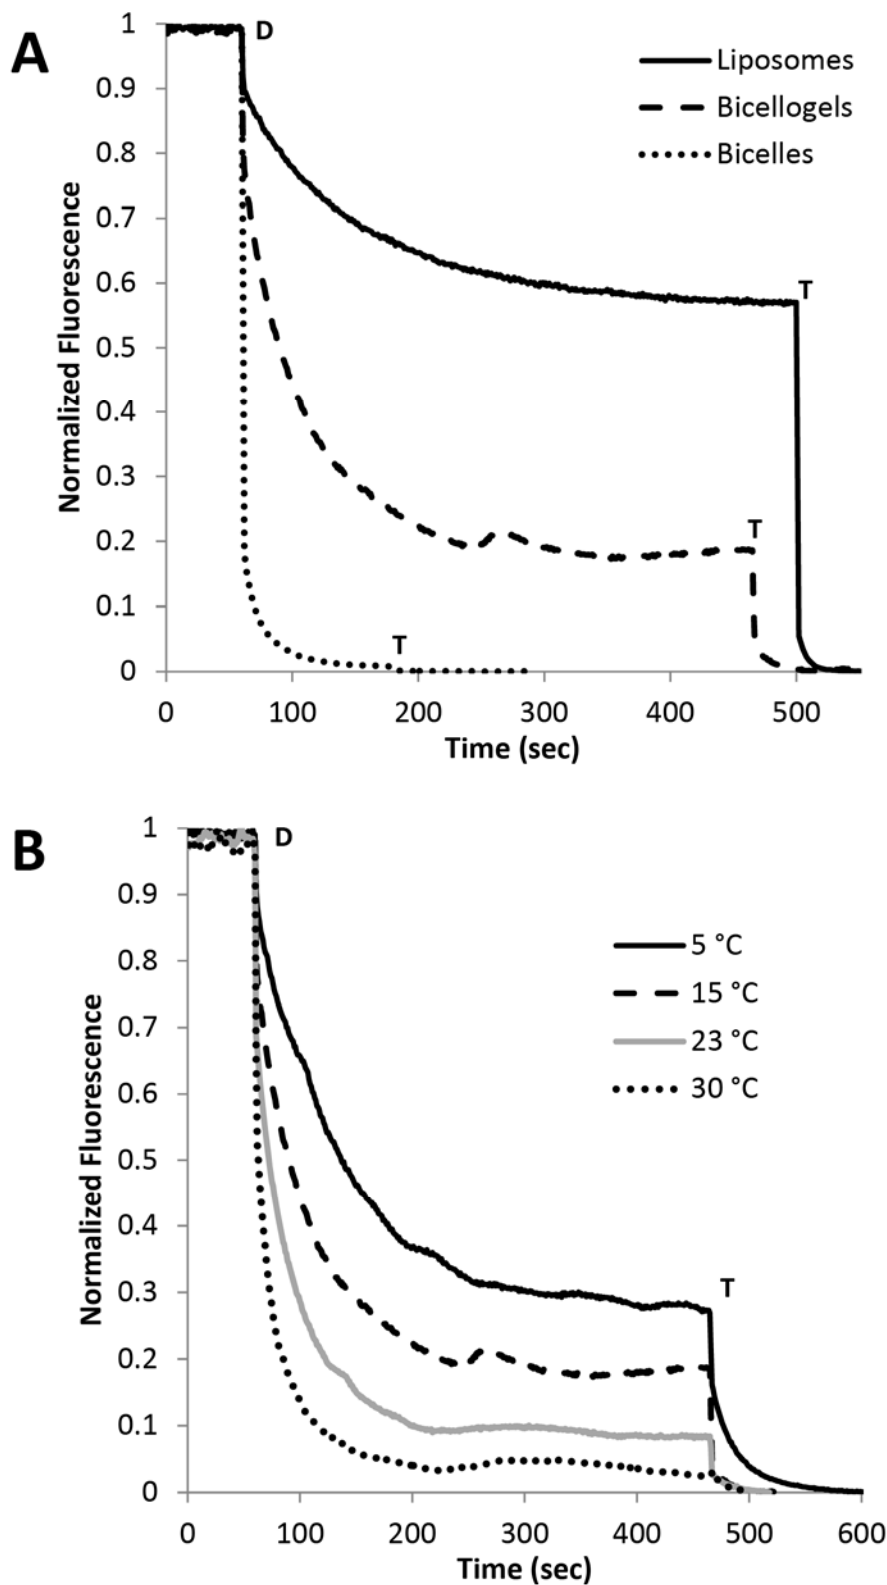 A
D
Liposomes
Bicellogels
Bicelles
T
T
T
1
0.9
0.8
0.7
0.6
0.5
0.4
0.3
0.2
0.1
0
Normalized Fluorescence
0 100 200 300 400 500
Time (sec)
B
D
5 °C
15 °C
23 °C
30 °C
T
1
0.9
0.8
0.7
0.6
0.5
0.4
0.3
0.2
0.1
0
Normalized Fluorescence
0 100 200 300 400 500 600
Time (sec)